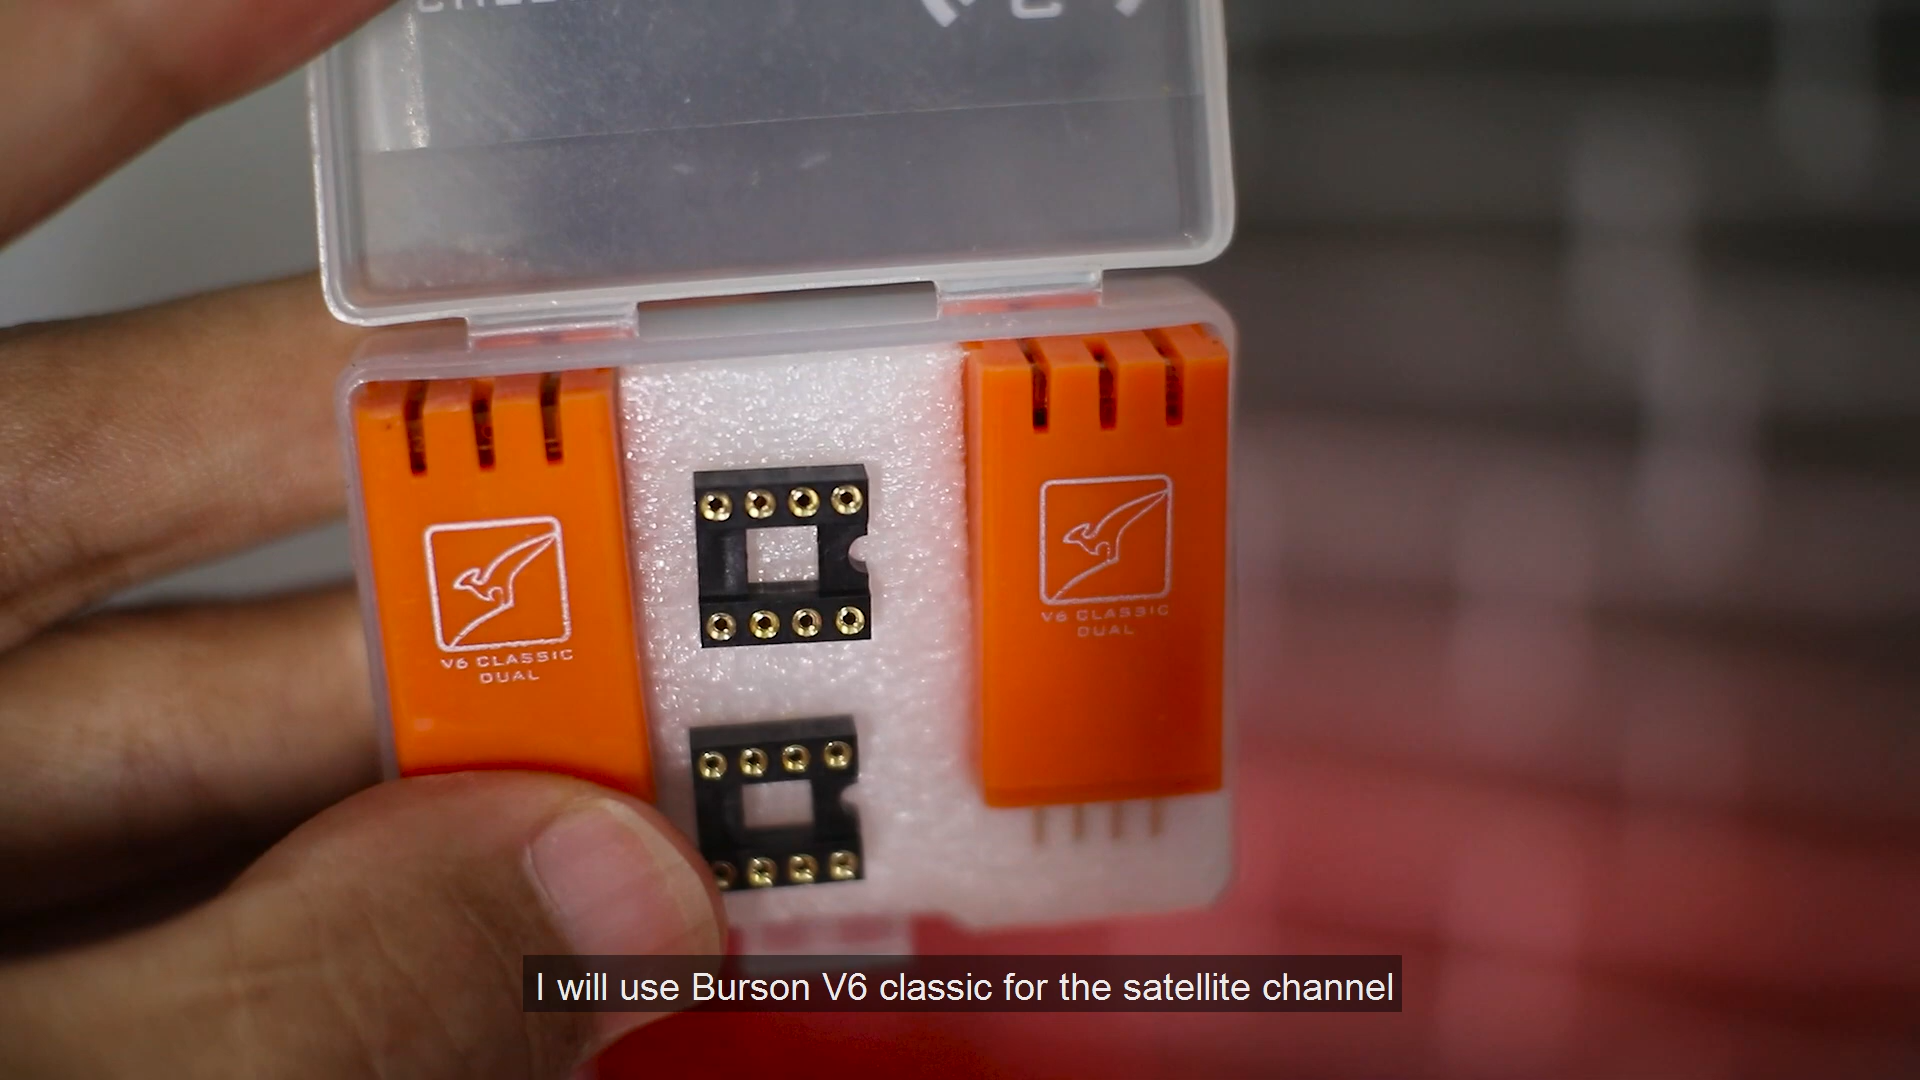 V6 CLASSIC
DUAL
V6 CLASSIC
DUAL
I will use Burson V6 classic for the satellite channel